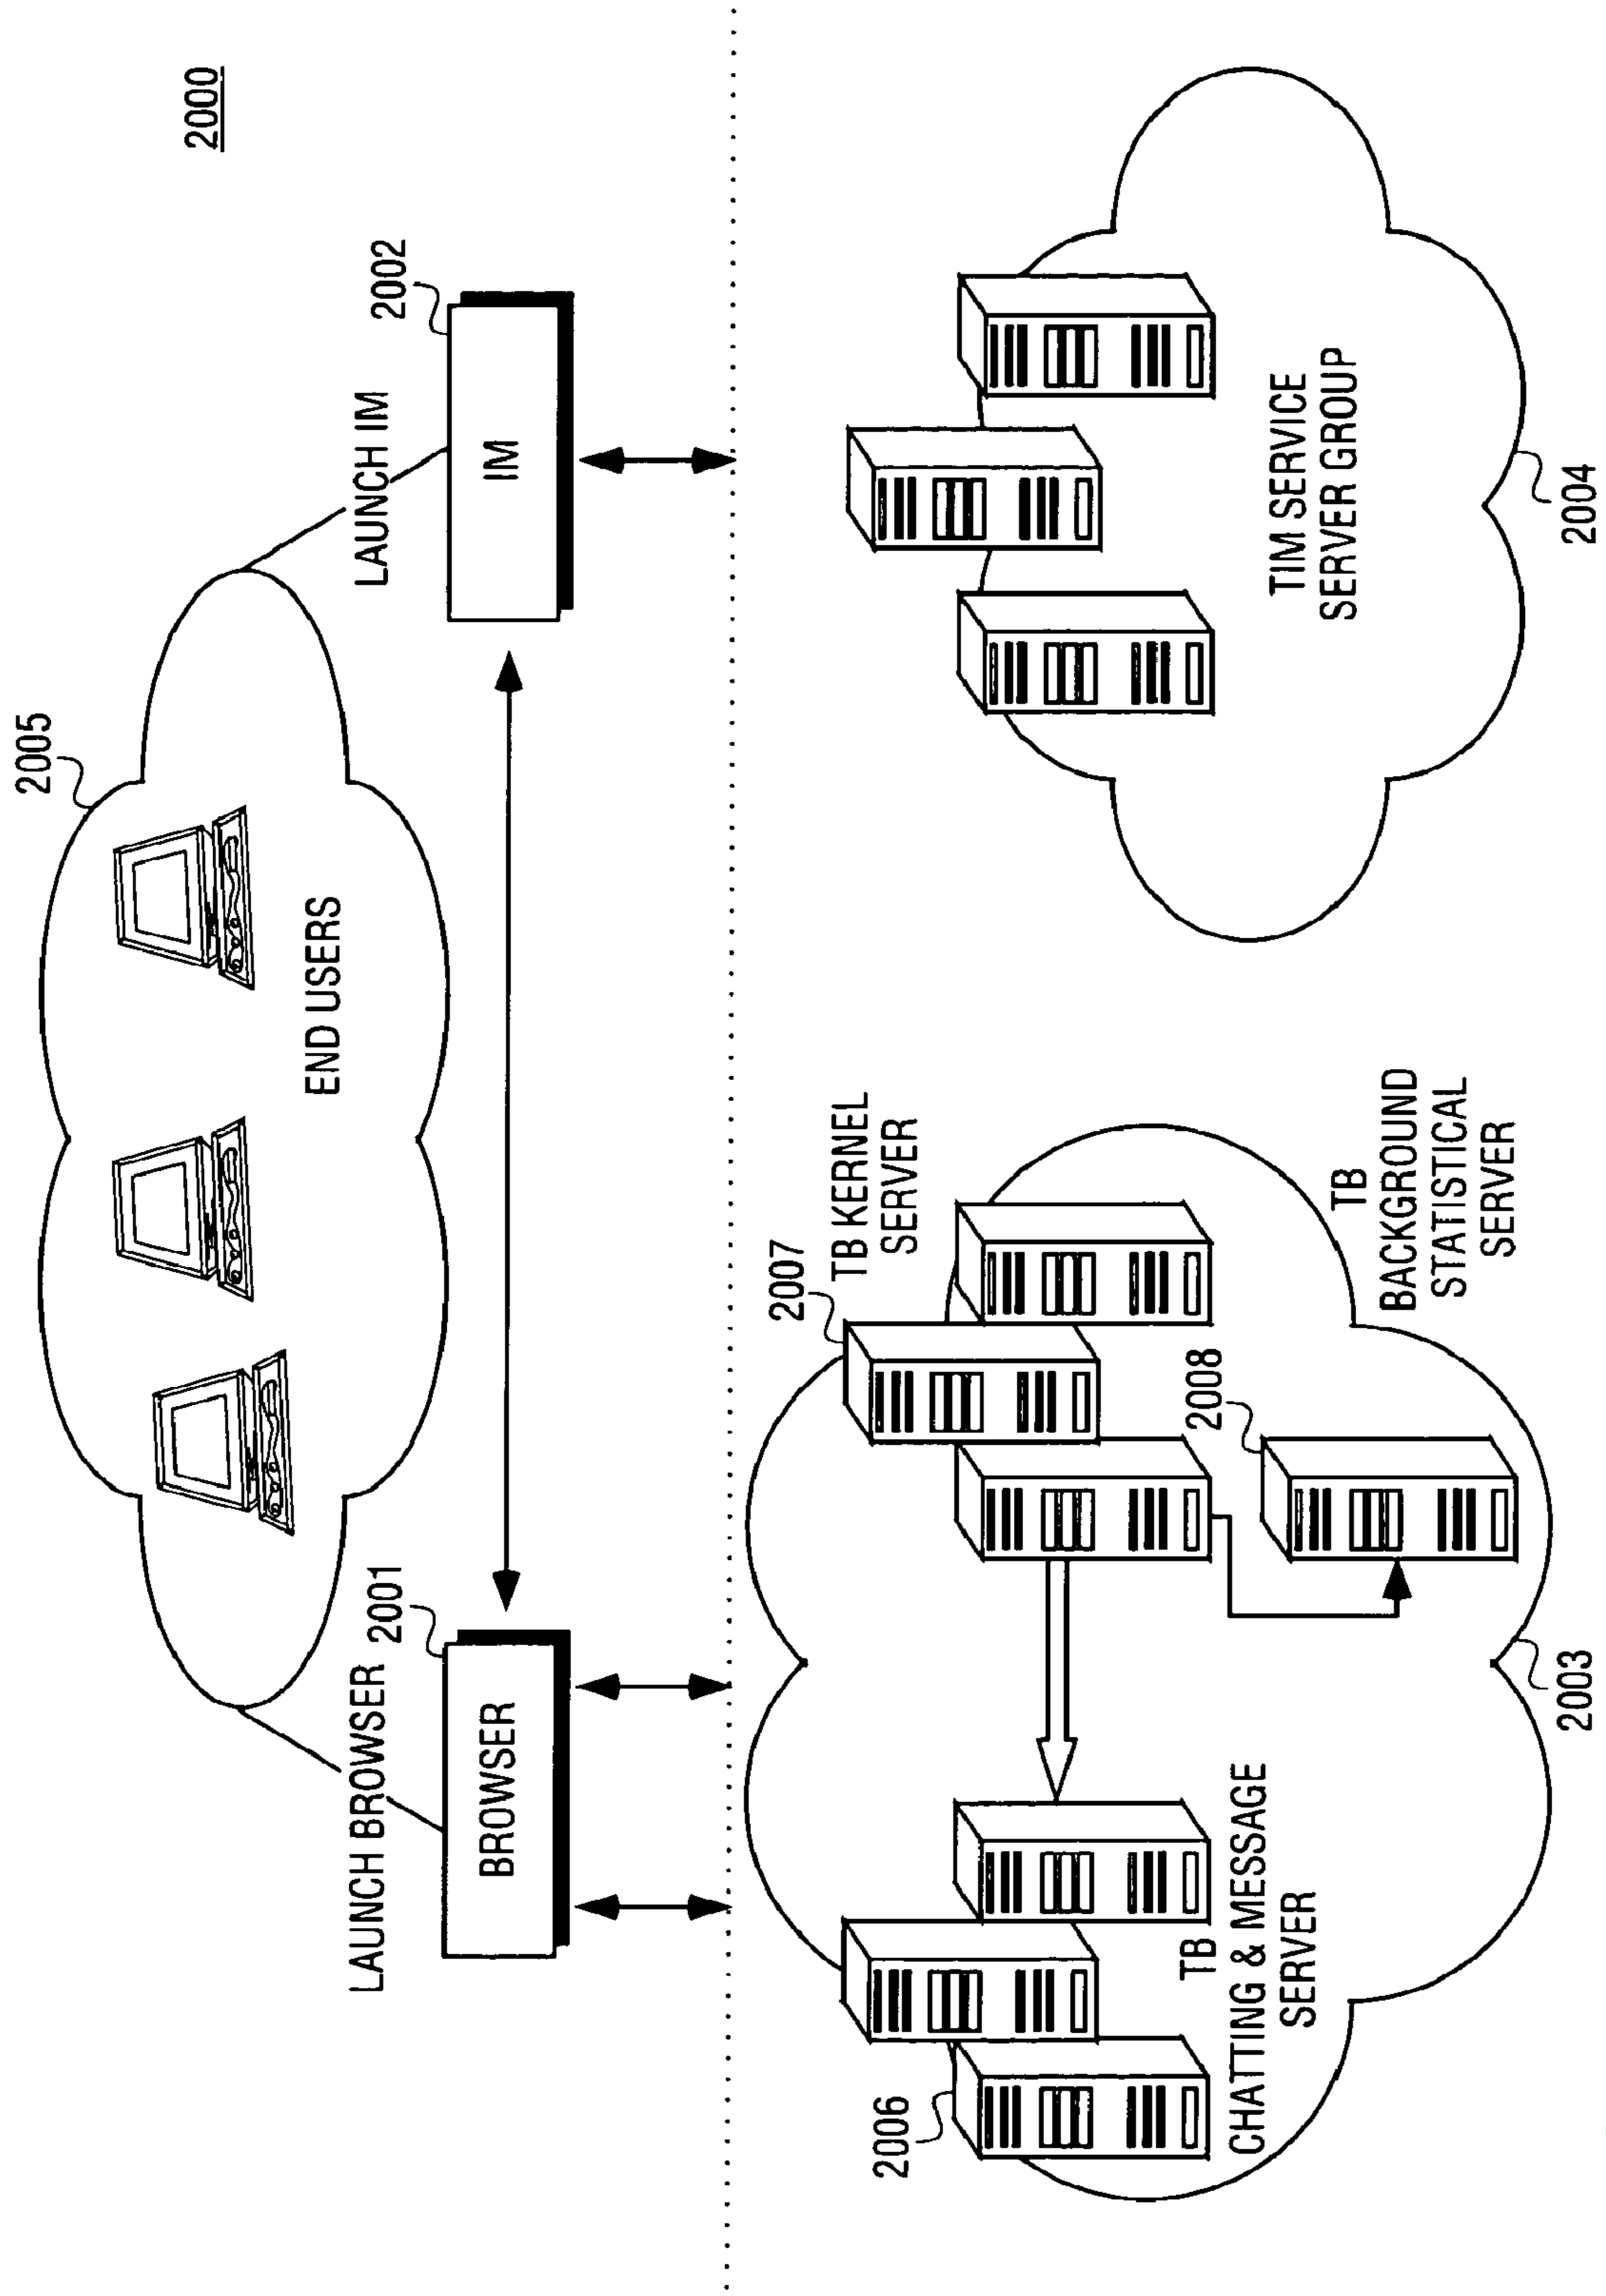 2000
2005
END USERS
LAUNCH BROWSER
2001
BROWSER
LAUNCH IM
2002
IM
2007
TB KERNEL
SERVER
2006
TB
CHATTING & MESSAGE
SERVER
2008
TB
BACKGROUND
STATISTICAL
SERVER
2003
TIM SERVICE
SERVER GROUP
2004